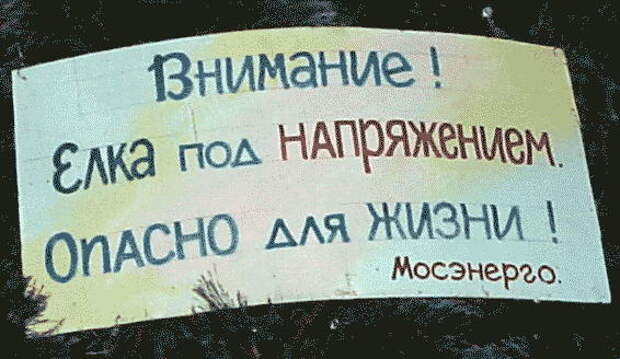 Внимание!
Елка под НАПРЯЖЕНИЕМ.
ОПАСНО для ЖИЗНИ!
Мосэнерго.